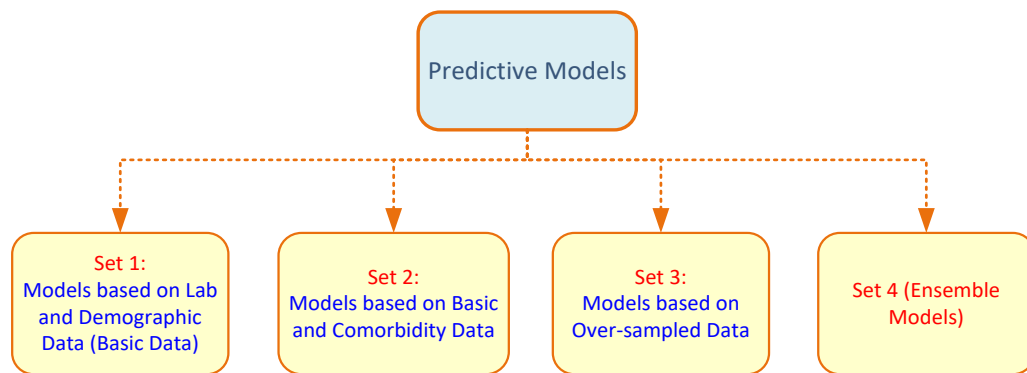 Predictive Models
Set 1:
Models based on Lab
and Demographic
Data (Basic Data)
Set 2:
Models based on Basic
and Comorbidity Data
Set 3:
Models based on
Over-sampled Data
Set 4 (Ensemble
Models)